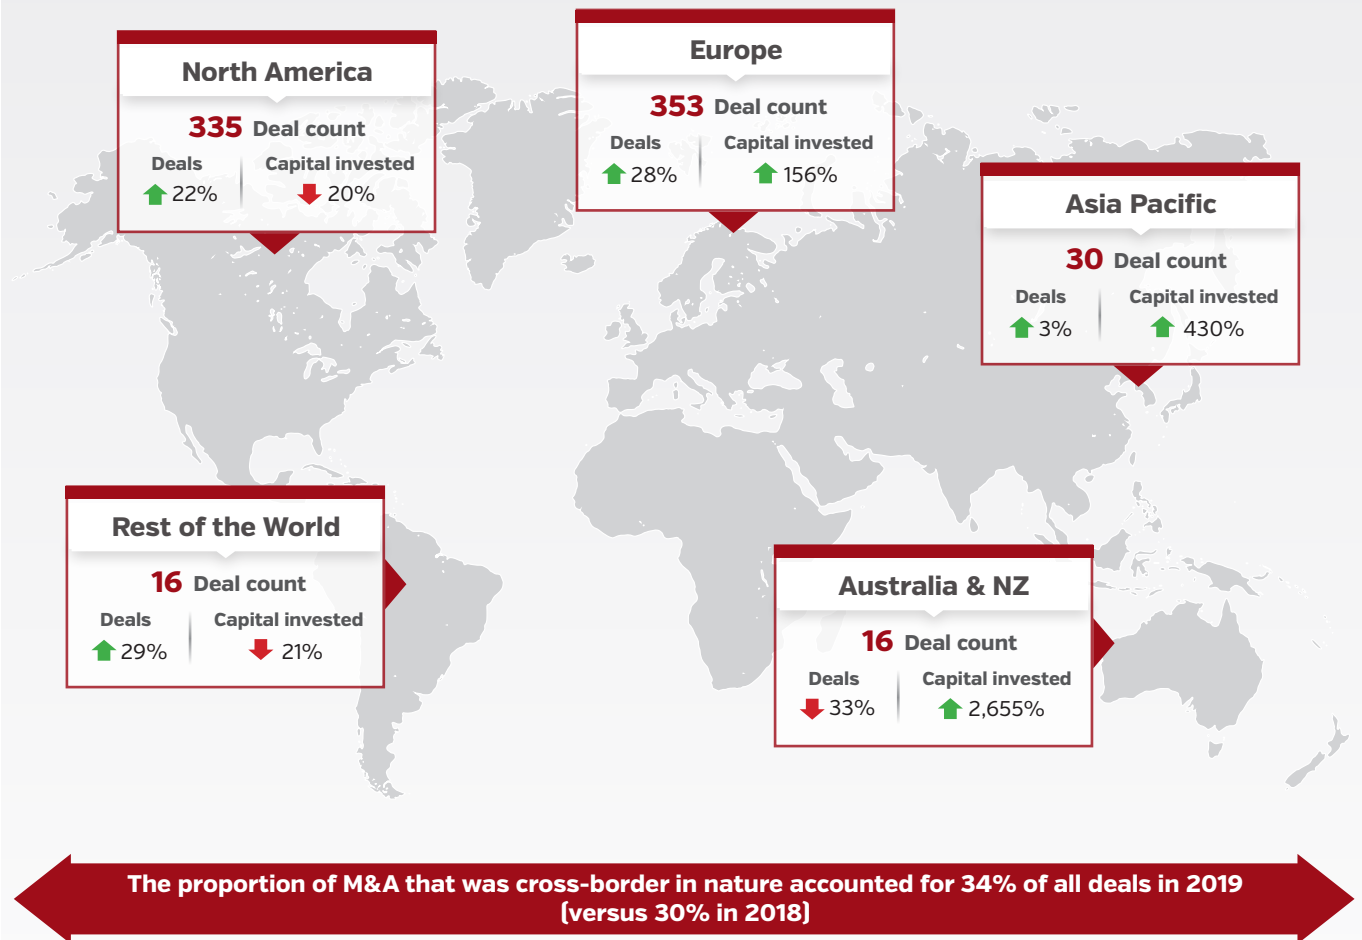 North America
335 Deal count
Deals
Capital invested
22%
20%
Europe
353 Deal count
Deals
Capital invested
28%
156%
Asia Pacific
30 Deal count
Deals
Capital invested
3%
430%
Rest of the World
16 Deal count
Deals
Capital invested
29%
21%
Australia & NZ
16 Deal count
Deals
Capital invested
33%
2,655%
The proportion of M&A that was cross-border in nature accounted for 34% of all deals in 2019
(versus 30% in 2018)